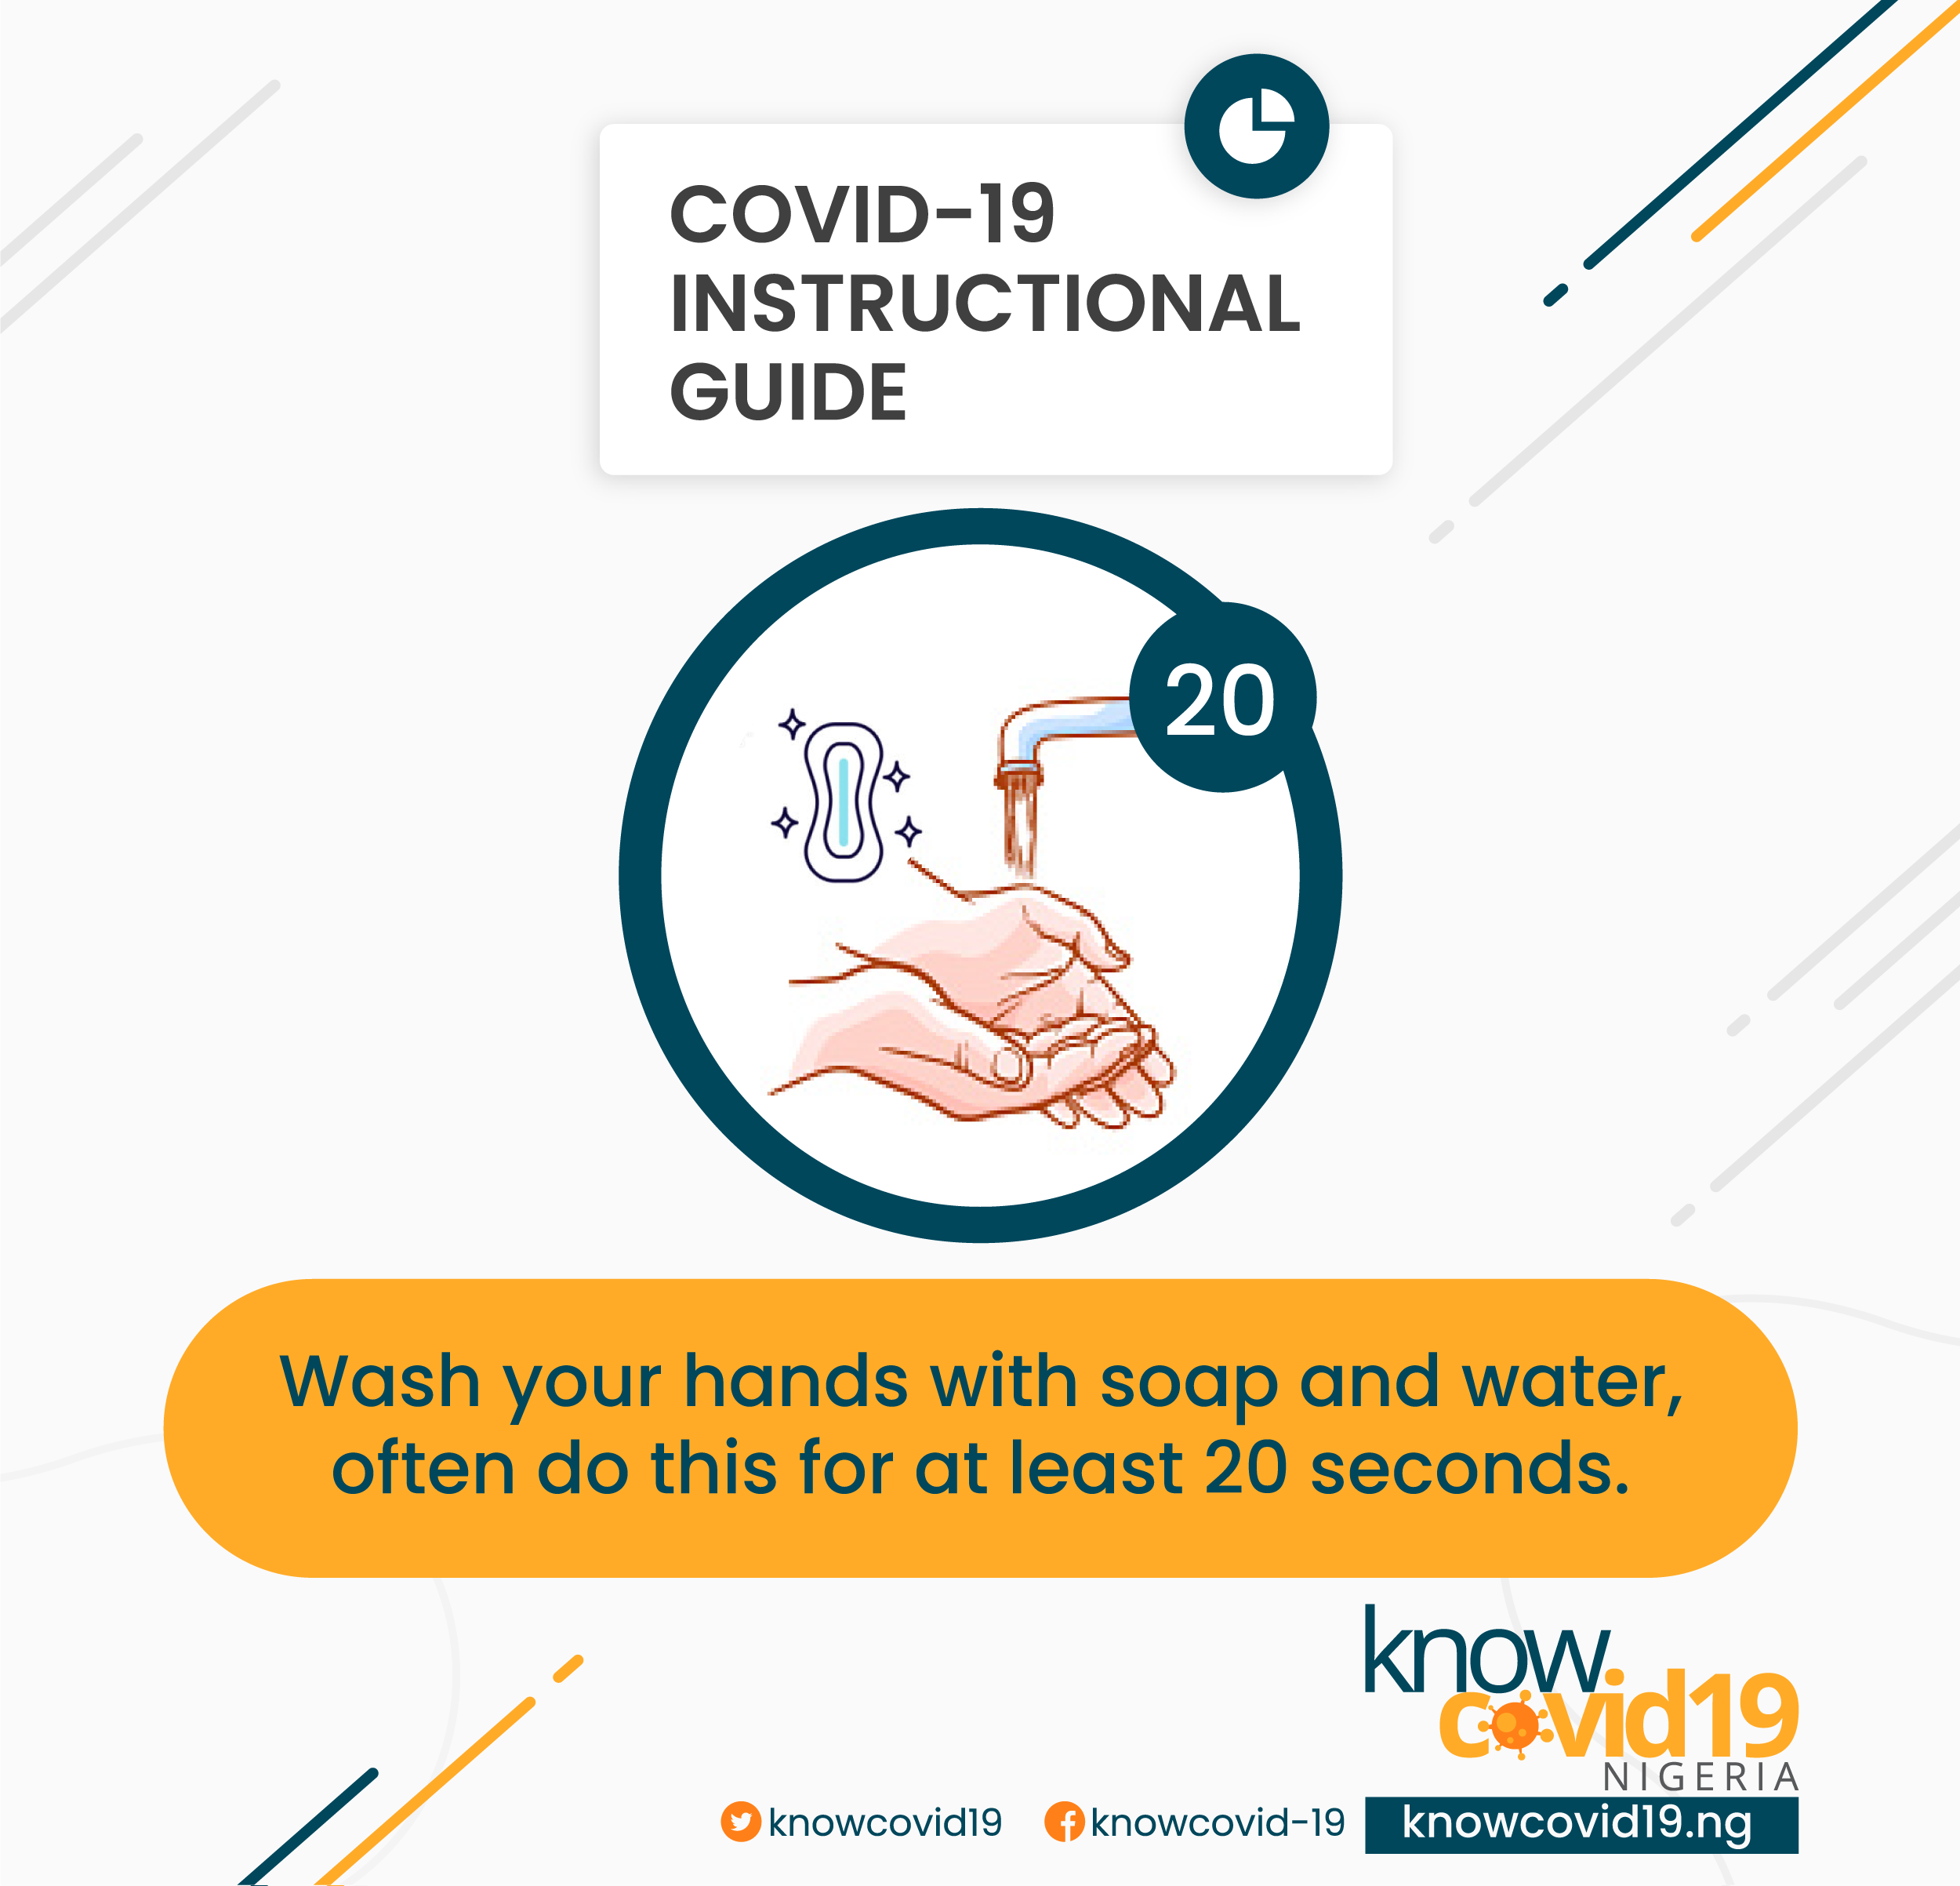 COVID-19
INSTRUCTIONAL
GUIDE
20
Wash your hands with soap and water,
often do this for at least 20 seconds.
know
covid19
NIGERIA
knowcovid19
knowcovid-19
knowcovid19.ng